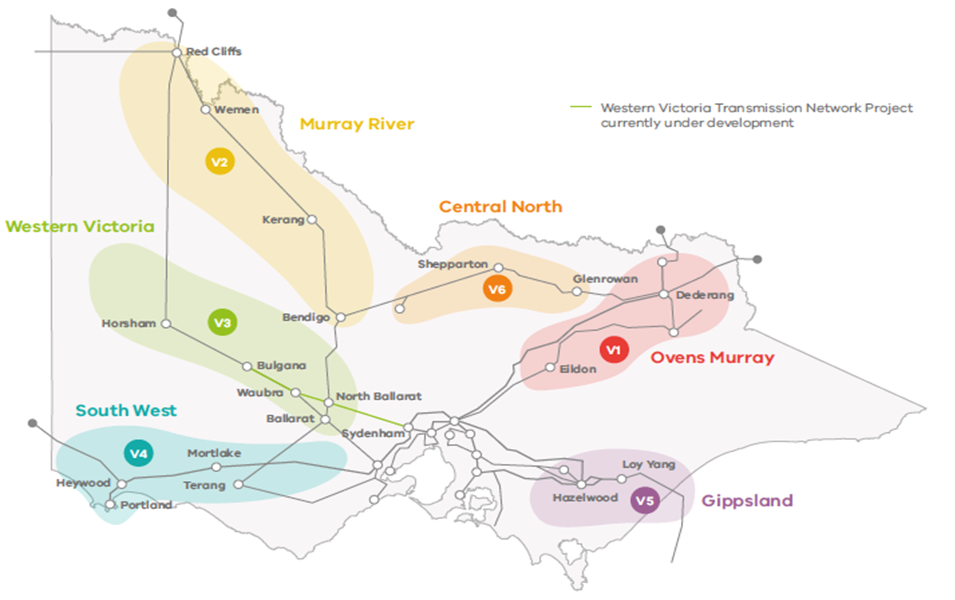 Red Cliffs
Wemen
Murray River
Western Victoria Transmission Network Project
currently under development
V2
Central North
Kerang
Western Victoria
Shepparton
Glenrowan
V6
Dederang
Bendigo
Horsham
V3
V1
Ovens Murray
Bulgana
Eildon
Waubra
North Ballarat
South West
Ballarat
Sydenham
V4
Mortlake
Loy Yang
Heywood
Terang
Hazelwood
V5
Gippsland
Portland